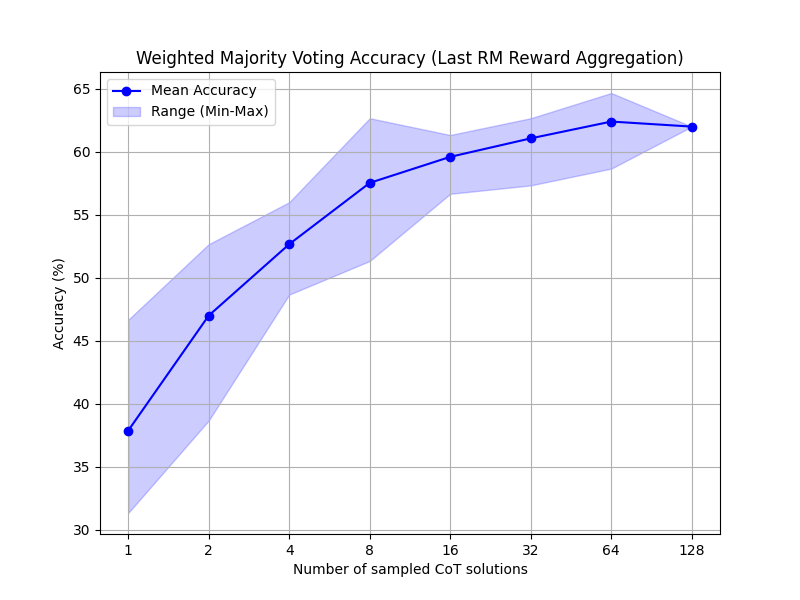 Weighted Majority Voting Accuracy (Last RM Reward Aggregation)
Mean Accuracy
Range (Min-Max)
65
60
55
50
45
40
35
30
Accuracy (%)
1 2 4 8 16 32 64 128
Number of sampled CoT solutions